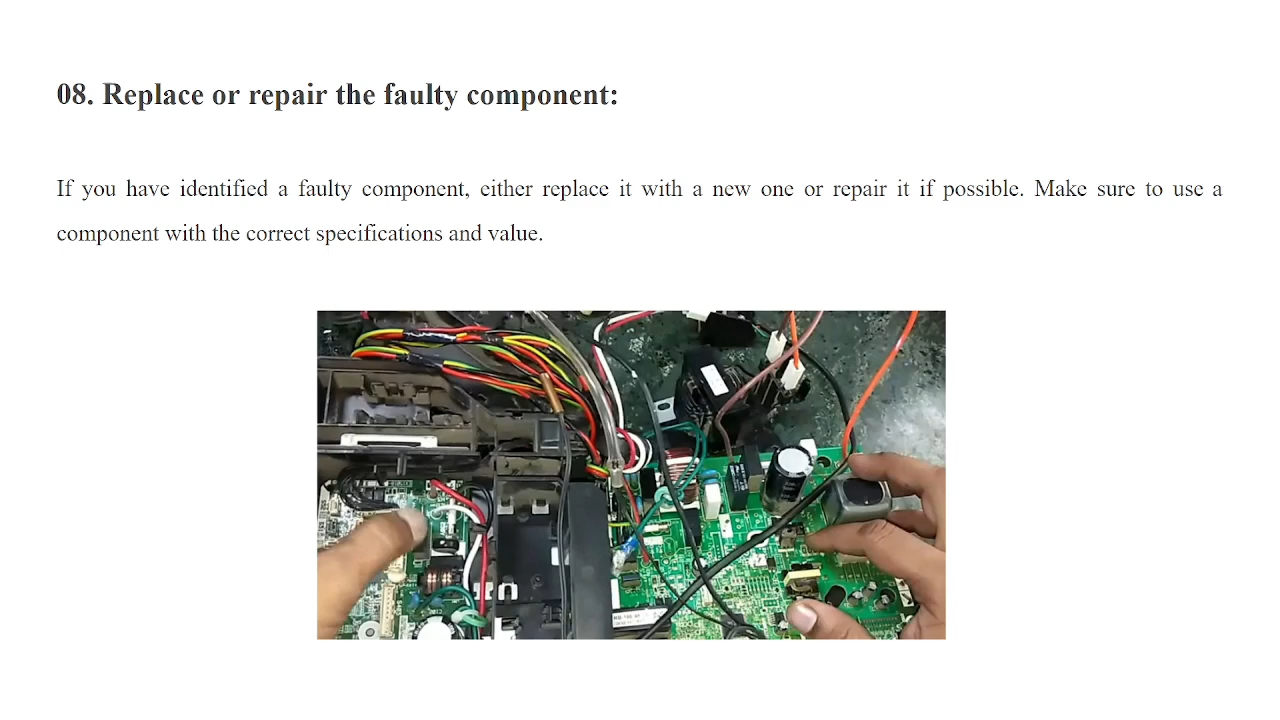 08. Replace or repair the faulty component:
If you have identified a faulty component, either replace it with a new one or repair it if possible. Make sure to use a
component with the correct specifications and value.